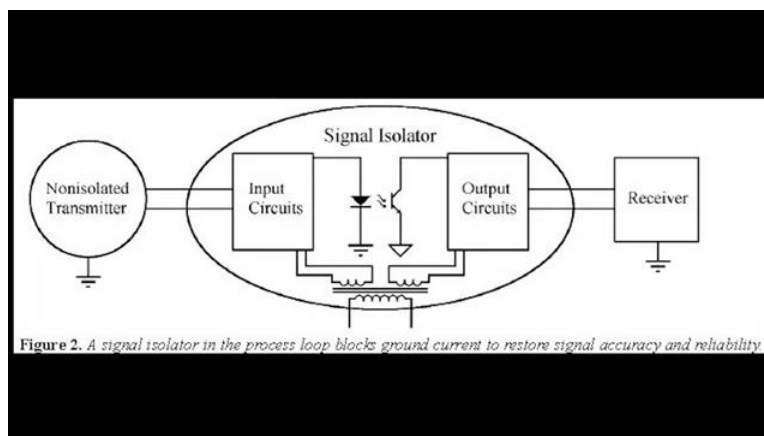 Signal Isolator
Nonisolated
Transmitter
Input
Circuits
Output
Circuits
Receiver
Figure 2. A signal isolator in the process loop blocks ground current to restore signal accuracy and reliability.